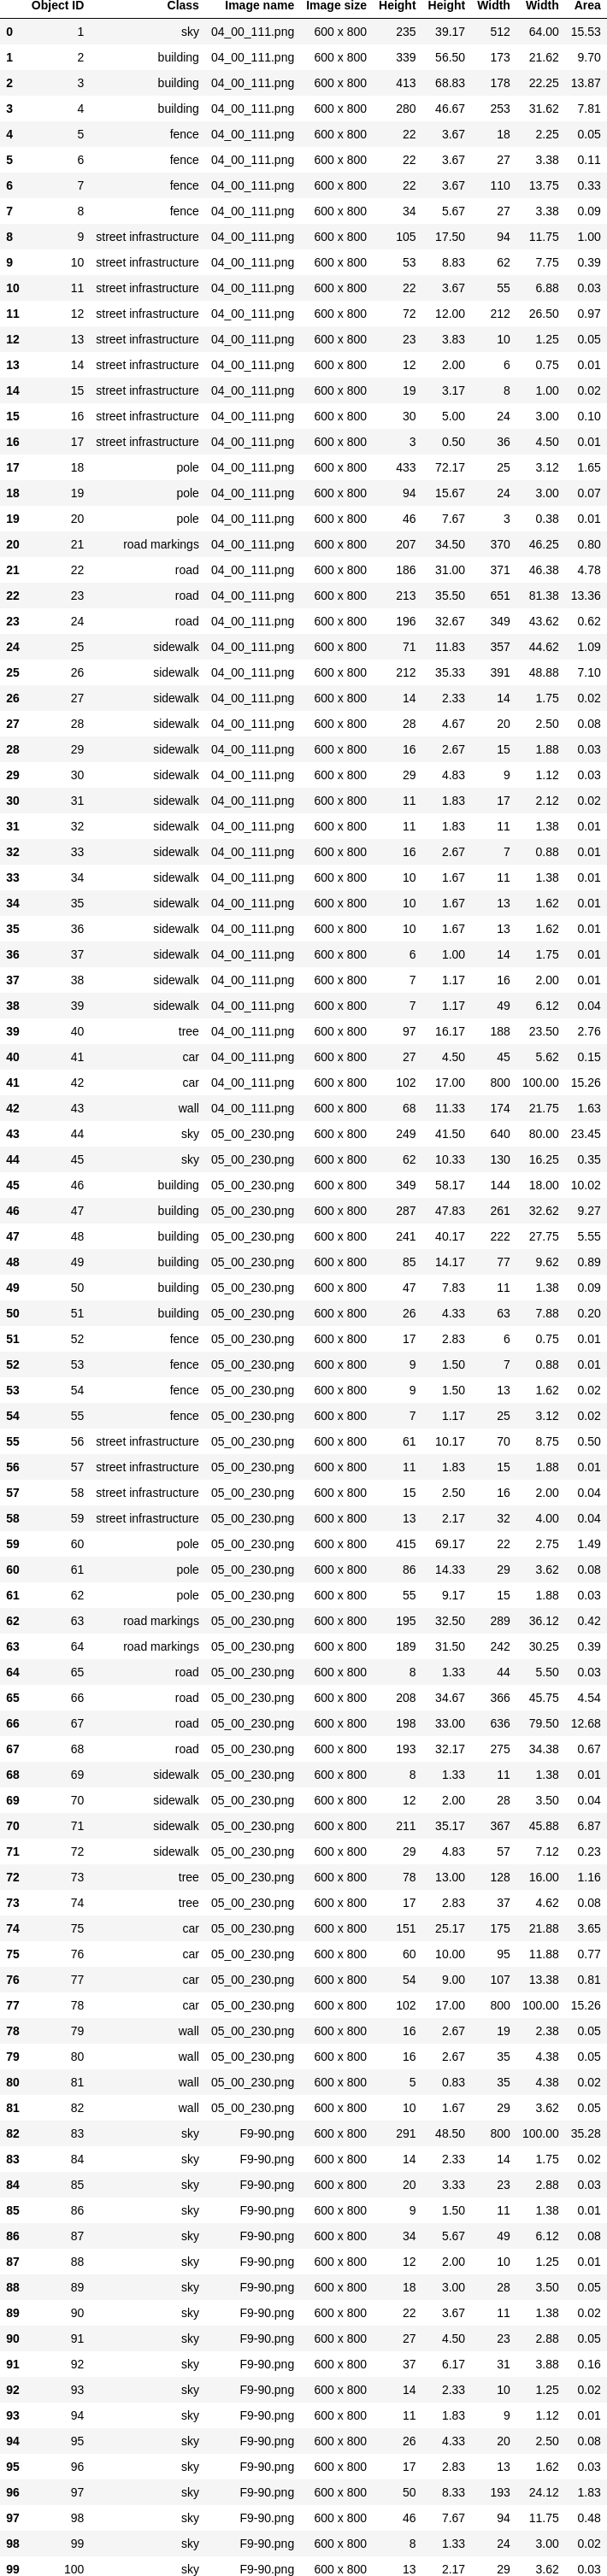 Object ID Class Image name Image size Height Height Width Width Area
0 1 sky 04_00_111.png 600 x 800 235 39.17 512 64.00 15.53
1 2 building 04_00_111.png 600 x 800 339 56.50 173 21.62 9.70
2 3 building 04_00_111.png 600 x 800 413 68.83 178 22.25 13.87
3 4 building 04_00_111.png 600 x 800 280 46.67 253 31.62 7.81
4 5 fence 04_00_111.png 600 x 800 22 3.67 18 2.25 0.05
5 6 fence 04_00_111.png 600 x 800 22 3.67 27 3.38 0.11
6 7 fence 04_00_111.png 600 x 800 22 3.67 110 13.75 0.33
7 8 fence 04_00_111.png 600 x 800 34 5.67 27 3.38 0.09
8 9 street infrastructure 04_00_111.png 600 x 800 105 17.50 94 11.75 1.00
9 10 street infrastructure 04_00_111.png 600 x 800 53 8.83 62 7.75 0.39
10 11 street infrastructure 04_00_111.png 600 x 800 22 3.67 55 6.88 0.03
11 12 street infrastructure 04_00_111.png 600 x 800 72 12.00 212 26.50 0.97
12 13 street infrastructure 04_00_111.png 600 x 800 23 3.83 10 1.25 0.05
13 14 street infrastructure 04_00_111.png 600 x 800 12 2.00 6 0.75 0.01
14 15 street infrastructure 04_00_111.png 600 x 800 19 3.17 8 1.00 0.02
15 16 street infrastructure 04_00_111.png 600 x 800 30 5.00 24 3.00 0.10
16 17 street infrastructure 04_00_111.png 600 x 800 3 0.50 36 4.50 0.01
17 18 pole 04_00_111.png 600 x 800 433 72.17 25 3.12 1.65
18 19 pole 04_00_111.png 600 x 800 94 15.67 24 3.00 0.07
19 20 pole 04_00_111.png 600 x 800 46 7.67 3 0.38 0.01
20 21 road markings 04_00_111.png 600 x 800 207 34.50 370 46.25 0.80
21 22 road 04_00_111.png 600 x 800 186 31.00 371 46.38 4.78
22 23 road 04_00_111.png 600 x 800 213 35.50 651 81.38 13.36
23 24 road 04_00_111.png 600 x 800 196 32.67 349 43.62 0.62
24 25 sidewalk 04_00_111.png 600 x 800 71 11.83 357 44.62 1.09
25 26 sidewalk 04_00_111.png 600 x 800 212 35.33 391 48.88 7.10
26 27 sidewalk 04_00_111.png 600 x 800 14 2.33 14 1.75 0.02
27 28 sidewalk 04_00_111.png 600 x 800 28 4.67 20 2.50 0.08
28 29 sidewalk 04_00_111.png 600 x 800 16 2.67 15 1.88 0.03
29 30 sidewalk 04_00_111.png 600 x 800 29 4.83 9 1.12 0.03
30 31 sidewalk 04_00_111.png 600 x 800 11 1.83 17 2.12 0.02
31 32 sidewalk 04_00_111.png 600 x 800 11 1.83 11 1.38 0.01
32 33 sidewalk 04_00_111.png 600 x 800 16 2.67 7 0.88 0.01
33 34 sidewalk 04_00_111.png 600 x 800 10 1.67 11 1.38 0.01
34 35 sidewalk 04_00_111.png 600 x 800 10 1.67 13 1.62 0.01
35 36 sidewalk 04_00_111.png 600 x 800 10 1.67 13 1.62 0.01
36 37 sidewalk 04_00_111.png 600 x 800 6 1.00 14 1.75 0.01
37 38 sidewalk 04_00_111.png 600 x 800 7 1.17 16 2.00 0.01
38 39 sidewalk 04_00_111.png 600 x 800 7 1.17 49 6.12 0.04
39 40 tree 04_00_111.png 600 x 800 97 16.17 188 23.50 2.76
40 41 car 04_00_111.png 600 x 800 27 4.50 45 5.62 0.15
41 42 car 04_00_111.png 600 x 800 102 17.00 800 100.00 15.26
42 43 wall 04_00_111.png 600 x 800 68 11.33 174 21.75 1.63
43 44 sky 05_00_230.png 600 x 800 249 41.50 640 80.00 23.45
44 45 sky 05_00_230.png 600 x 800 62 10.33 130 16.25 0.35
45 46 building 05_00_230.png 600 x 800 349 58.17 144 18.00 10.02
46 47 building 05_00_230.png 600 x 800 287 47.83 261 32.62 9.27
47 48 building 05_00_230.png 600 x 800 241 40.17 222 27.75 5.55
48 49 building 05_00_230.png 600 x 800 85 14.17 77 9.62 0.89
49 50 building 05_00_230.png 600 x 800 47 7.83 11 1.38 0.09
50 51 building 05_00_230.png 600 x 800 26 4.33 63 7.88 0.20
51 52 fence 05_00_230.png 600 x 800 17 2.83 6 0.75 0.01
52 53 fence 05_00_230.png 600 x 800 9 1.50 7 0.88 0.01
53 54 fence 05_00_230.png 600 x 800 9 1.50 13 1.62 0.02
54 55 fence 05_00_230.png 600 x 800 7 1.17 25 3.12 0.02
55 56 street infrastructure 05_00_230.png 600 x 800 61 10.17 70 8.75 0.50
56 57 street infrastructure 05_00_230.png 600 x 800 11 1.83 15 1.88 0.01
57 58 street infrastructure 05_00_230.png 600 x 800 15 2.50 16 2.00 0.04
58 59 street infrastructure 05_00_230.png 600 x 800 13 2.17 32 4.00 0.04
59 60 pole 05_00_230.png 600 x 800 415 69.17 22 2.75 1.49
60 61 pole 05_00_230.png 600 x 800 86 14.33 29 3.62 0.08
61 62 pole 05_00_230.png 600 x 800 55 9.17 15 1.88 0.03
62 63 road markings 05_00_230.png 600 x 800 195 32.50 289 36.12 0.42
63 64 road markings 05_00_230.png 600 x 800 189 31.50 242 30.25 0.39
64 65 road 05_00_230.png 600 x 800 8 1.33 44 5.50 0.03
65 66 road 05_00_230.png 600 x 800 208 34.67 366 45.75 4.54
66 67 road 05_00_230.png 600 x 800 198 33.00 636 79.50 12.68
67 68 road 05_00_230.png 600 x 800 193 32.17 275 34.38 0.67
68 69 sidewalk 05_00_230.png 600 x 800 8 1.33 11 1.38 0.01
69 70 sidewalk 05_00_230.png 600 x 800 12 2.00 28 3.50 0.04
70 71 sidewalk 05_00_230.png 600 x 800 211 35.17 367 45.88 6.87
71 72 sidewalk 05_00_230.png 600 x 800 29 4.83 57 7.12 0.23
72 73 tree 05_00_230.png 600 x 800 78 13.00 128 16.00 1.16
73 74 tree 05_00_230.png 600 x 800 17 2.83 37 4.62 0.08
74 75 car 05_00_230.png 600 x 800 151 25.17 175 21.88 3.65
75 76 car 05_00_230.png 600 x 800 60 10.00 95 11.88 0.77
76 77 car 05_00_230.png 600 x 800 54 9.00 107 13.38 0.81
77 78 car 05_00_230.png 600 x 800 102 17.00 800 100.00 15.26
78 79 wall 05_00_230.png 600 x 800 16 2.67 19 2.38 0.05
79 80 wall 05_00_230.png 600 x 800 16 2.67 35 4.38 0.05
80 81 wall 05_00_230.png 600 x 800 5 0.83 35 4.38 0.02
81 82 wall 05_00_230.png 600 x 800 10 1.67 29 3.62 0.05
82 83 sky F9-90.png 600 x 800 291 48.50 800 100.00 35.28
83 84 sky F9-90.png 600 x 800 14 2.33 14 1.75 0.02
84 85 sky F9-90.png 600 x 800 20 3.33 23 2.88 0.03
85 86 sky F9-90.png 600 x 800 9 1.50 11 1.38 0.01
86 87 sky F9-90.png 600 x 800 34 5.67 49 6.12 0.08
87 88 sky F9-90.png 600 x 800 12 2.00 10 1.25 0.01
88 89 sky F9-90.png 600 x 800 18 3.00 28 3.50 0.05
89 90 sky F9-90.png 600 x 800 22 3.67 11 1.38 0.02
90 91 sky F9-90.png 600 x 800 27 4.50 23 2.88 0.05
91 92 sky F9-90.png 600 x 800 37 6.17 31 3.88 0.16
92 93 sky F9-90.png 600 x 800 14 2.33 10 1.25 0.02
93 94 sky F9-90.png 600 x 800 11 1.83 9 1.12 0.01
94 95 sky F9-90.png 600 x 800 26 4.33 20 2.50 0.08
95 96 sky F9-90.png 600 x 800 17 2.83 13 1.62 0.03
96 97 sky F9-90.png 600 x 800 50 8.33 193 24.12 1.83
97 98 sky F9-90.png 600 x 800 46 7.67 94 11.75 0.48
98 99 sky F9-90.png 600 x 800 8 1.33 24 3.00 0.02
99 100 sky F9-90.png 600 x 800 13 2.17 29 3.62 0.03